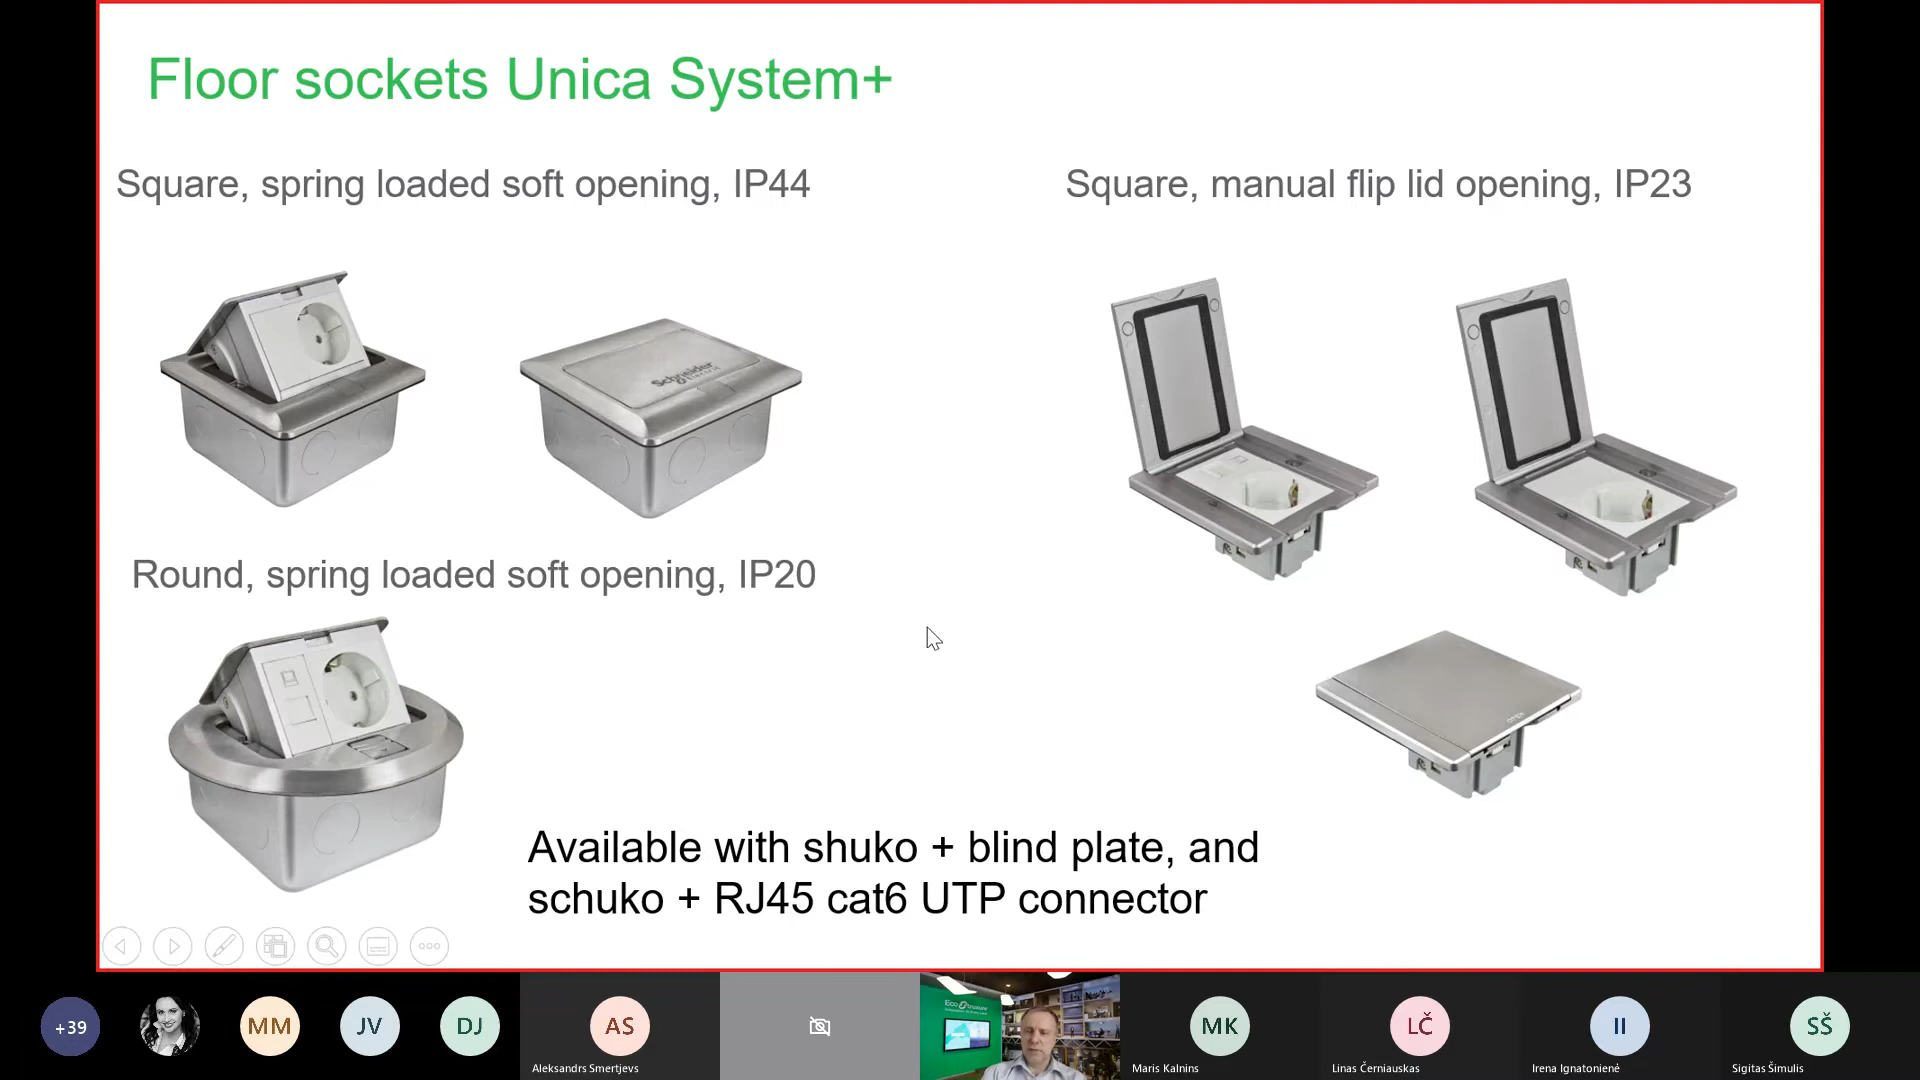 Floor sockets Unica System+
Square, spring loaded soft opening, IP44
Square, manual flip lid opening, IP23
Schneider
Electric
Round, spring loaded soft opening, IP20
Available with shuko + blind plate, and
schuko + RJ45 cat6 UTP connector
+39
MM
JV
DJ
AS
Aleksandrs Smertjevs
MK
Maris Kalnins
LČ
Linas Černiauskas
II
Irena Ignatonienė
SŠ
Sigitas Šimulis